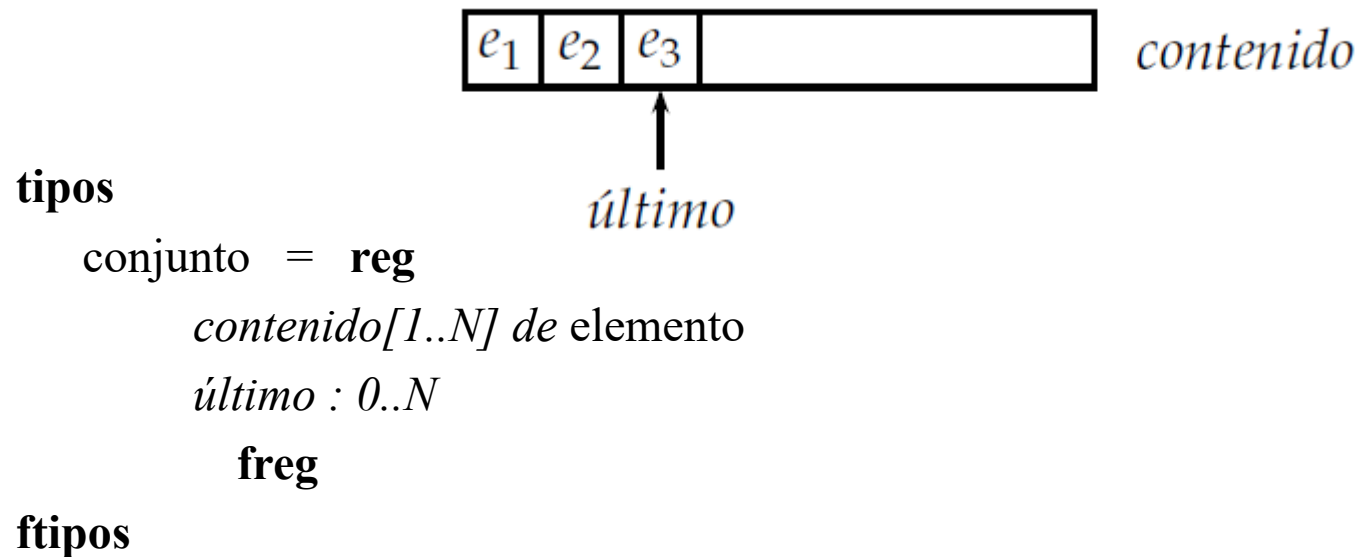 e₁ e₂ e₃ contenido
último
tipos
conjunto = reg
contenido[1..N] de elemento
último : 0..N
freg
ftipos